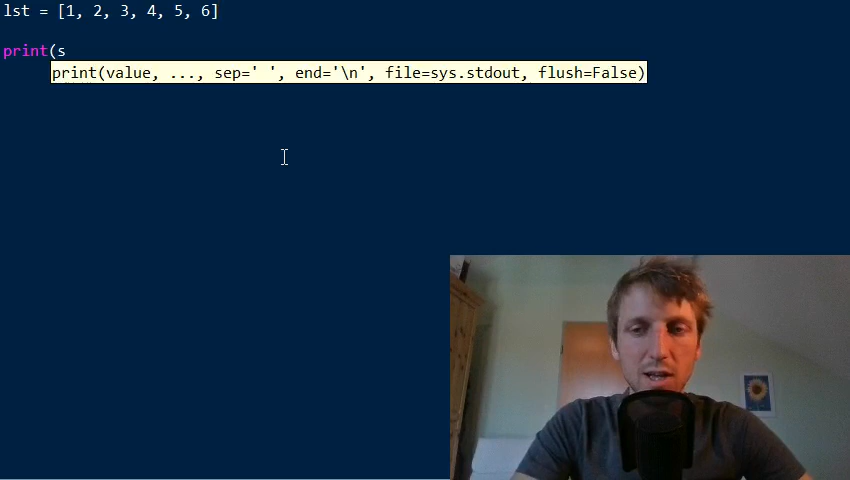 lst = [1, 2, 3, 4, 5, 6]
print(s
print(value, ..., sep=' ', end='\n', file=sys.stdout, flush=False)